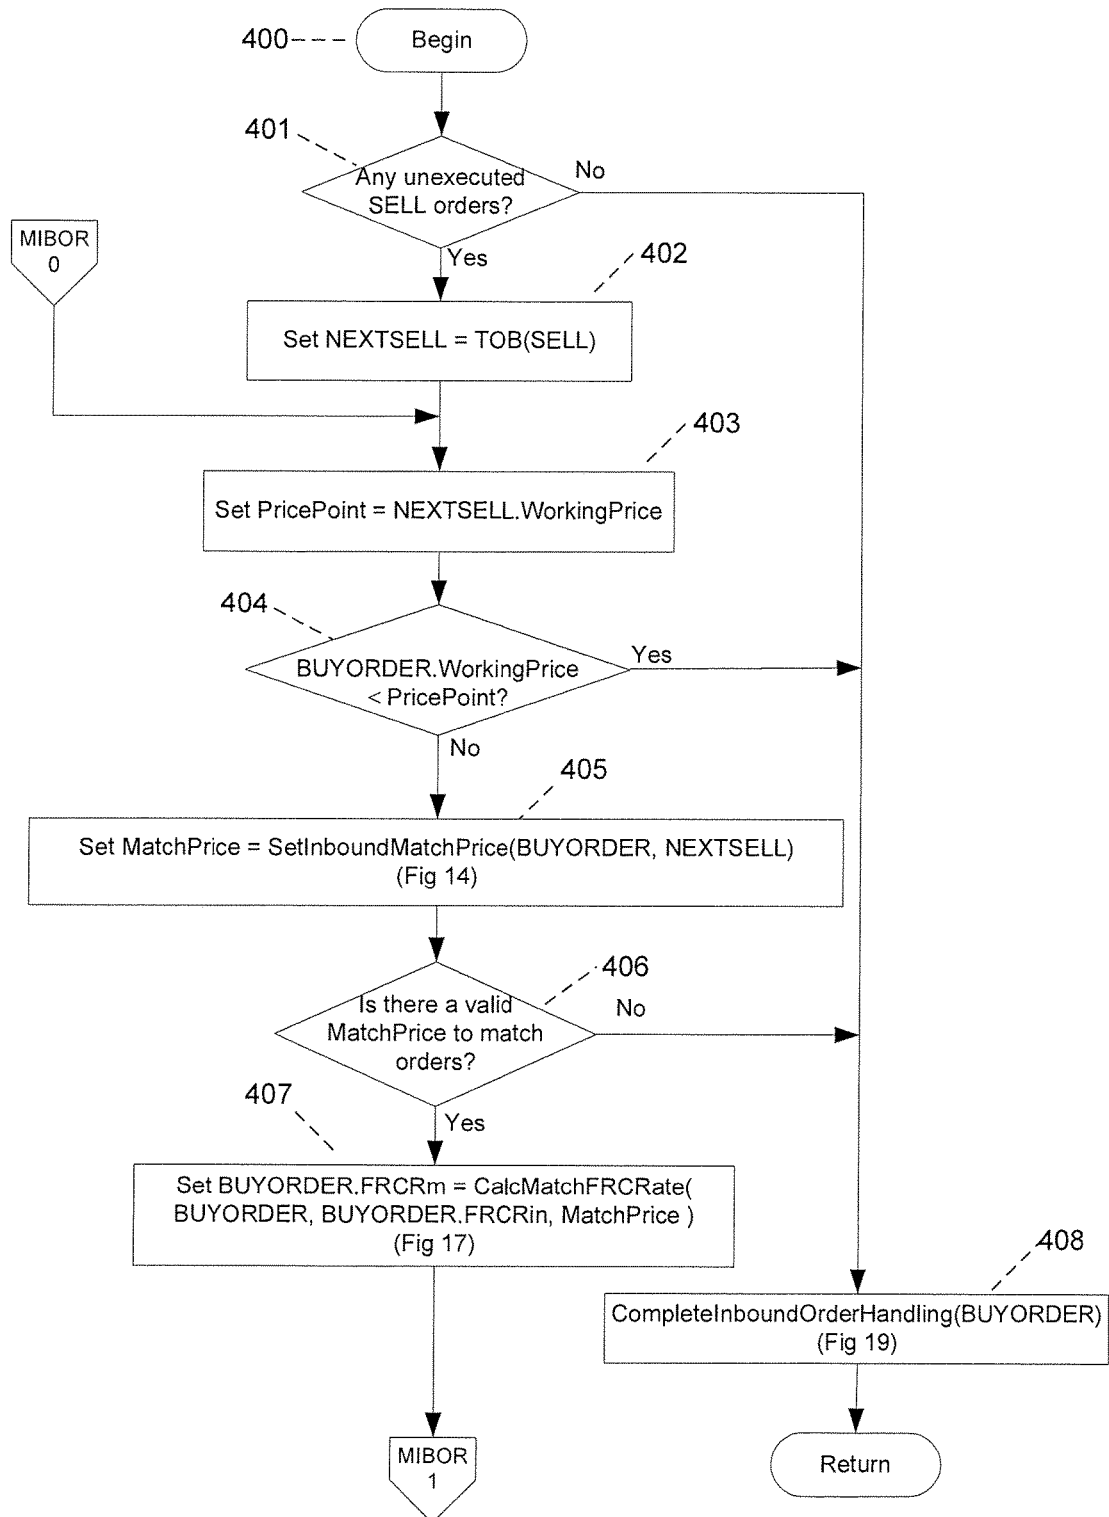 400
Begin
401
Any unexecuted
SELL orders?
No
MIBOR
0
Yes
402
Set NEXTSELL = TOB(SELL)
403
Set PricePoint = NEXTSELL.WorkingPrice
404
BUYORDER.WorkingPrice
< PricePoint?
Yes
No
405
Set MatchPrice = SetInboundMatchPrice(BUYORDER, NEXTSELL)
(Fig 14)
406
Is there a valid
MatchPrice to match
orders?
No
407
Yes
Set BUYORDER.FRCRm = CalcMatchFRCRate(
BUYORDER, BUYORDER.FRCRin, MatchPrice )
(Fig 17)
408
CompleteInboundOrderHandling(BUYORDER)
(Fig 19)
MIBOR
1
Return